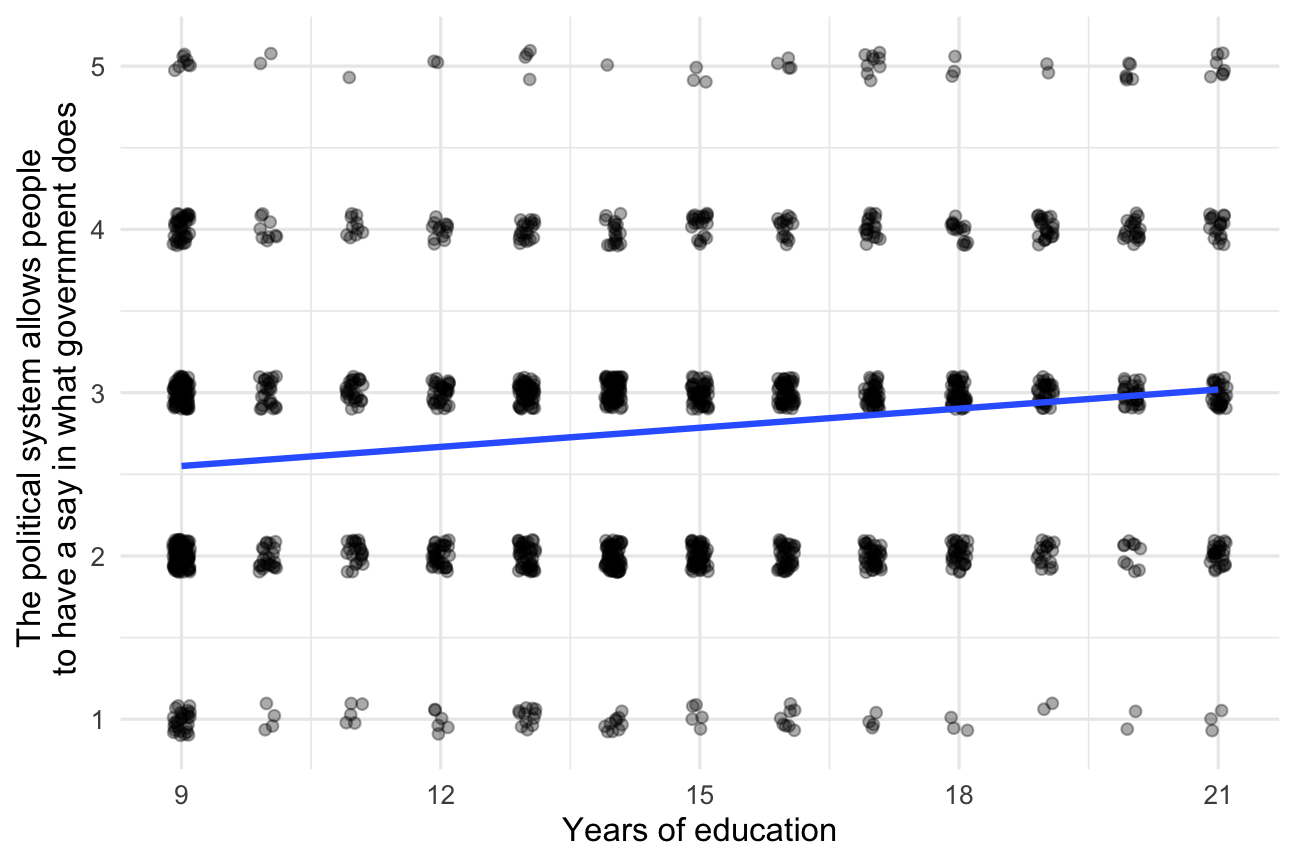 The political system allows people
to have a say in what government does
5
4
3
2
1
9 12 15 18 21
Years of education